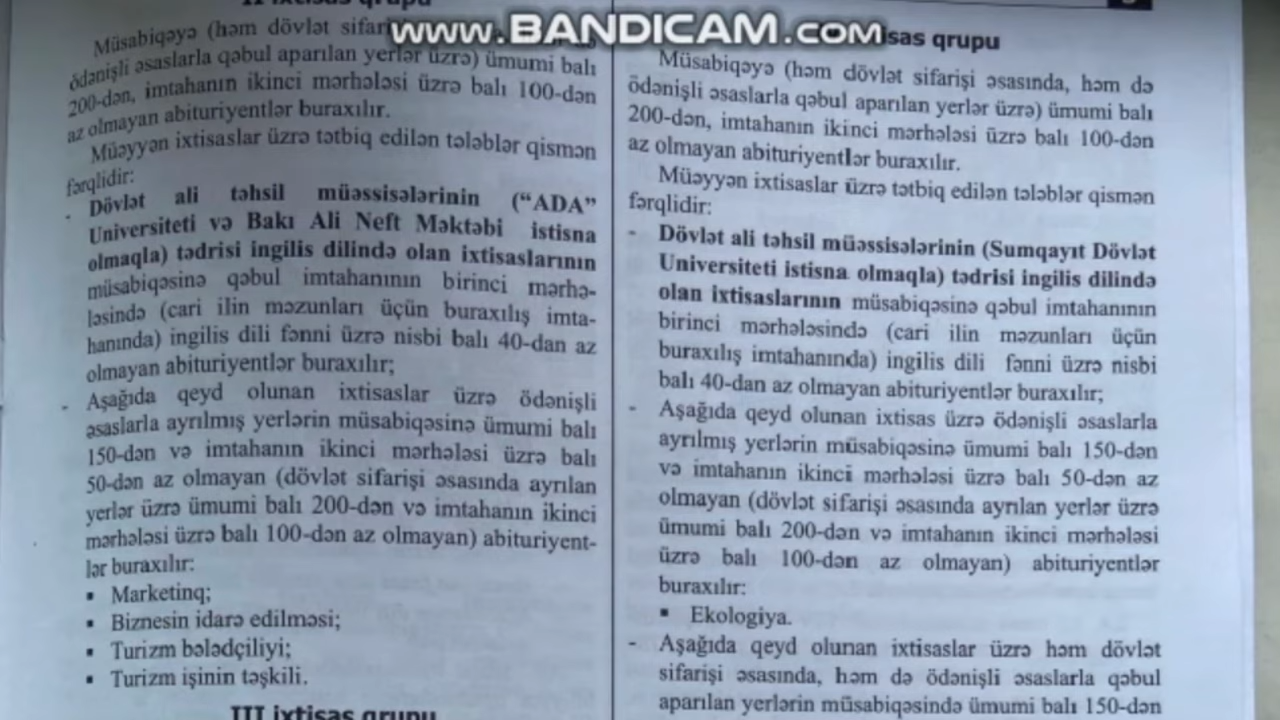 II ixtisas qrupu
Müsabiqəyə (həm dövlət sifarişi
ödənişli əsaslarla qəbul aparılan yerlər üzrə) ümumi balı
200-dən, imtahanın ikinci mərhələsi üzrə balı 100-dən
az olmayan abituriyentlər buraxılır.
Müəyyən ixtisaslar üzrə tətbiq edilən tələblər qismən
fərqlidir:
- Dövlət ali təhsil müəssisələrinin (“ADA”
Universiteti və Bakı Ali Neft Məktəbi istisna
olmaqla) tədrisi ingilis dilində olan ixtisaslarının
müsabiqəsinə qəbul imtahanının birinci mərhə-
ləsində (cari ilin məzunları üçün buraxılış imta-
hanında) ingilis dili fənni üzrə nisbi balı 40-dan az
olmayan abituriyentlər buraxılır;
- Aşağıda qeyd olunan ixtisaslar üzrə ödənişli
əsaslarla ayrılmış yerlərin müsabiqəsinə ümumi balı
150-dən və imtahanın ikinci mərhələsi üzrə balı
50-dən az olmayan (dövlət sifarişi əsasında ayrılan
yerlər üzrə ümumi balı 200-dən və imtahanın ikinci
mərhələsi üzrə balı 100-dən az olmayan) abituriyent-
lər buraxılır:
▪ Marketinq;
▪ Biznesin idarə edilməsi;
▪ Turizm bələdçiliyi;
▪ Turizm işinin təşkili.
III ixtisas qrupu
www.BANDICAM.com
ixtisas qrupu
Müsabiqəyə (həm dövlət sifarişi əsasında, həm də
ödənişli əsaslarla qəbul aparılan yerlər üzrə) ümumi balı
200-dən, imtahanın ikinci mərhələsi üzrə balı 100-dən
az olmayan abituriyentlər buraxılır.
Müəyyən ixtisaslar üzrə tətbiq edilən tələblər qismən
fərqlidir:
- Dövlət ali təhsil müəssisələrinin (Sumqayıt Dövlət
Universiteti istisna olmaqla) tədrisi ingilis dilində
olan ixtisaslarının müsabiqəsinə qəbul imtahanının
birinci mərhələsində (cari ilin məzunları üçün
buraxılış imtahanında) ingilis dili fənni üzrə nisbi
balı 40-dan az olmayan abituriyentlər buraxılır;
- Aşağıda qeyd olunan ixtisas üzrə ödənişli əsaslarla
ayrılmış yerlərin müsabiqəsinə ümumi balı 150-dən
və imtahanın ikinci mərhələsi üzrə balı 50-dən az
olmayan (dövlət sifarişi əsasında ayrılan yerlər üzrə
ümumi balı 200-dən və imtahanın ikinci mərhələsi
üzrə balı 100-dən az olmayan) abituriyentlər
buraxılır:
▪ Ekologiya.
- Aşağıda qeyd olunan ixtisaslar üzrə həm dövlət
sifarişi əsasında, həm də ödənişli əsaslarla qəbul
aparılan yerlərin müsabiqəsində ümumi balı 150-dən